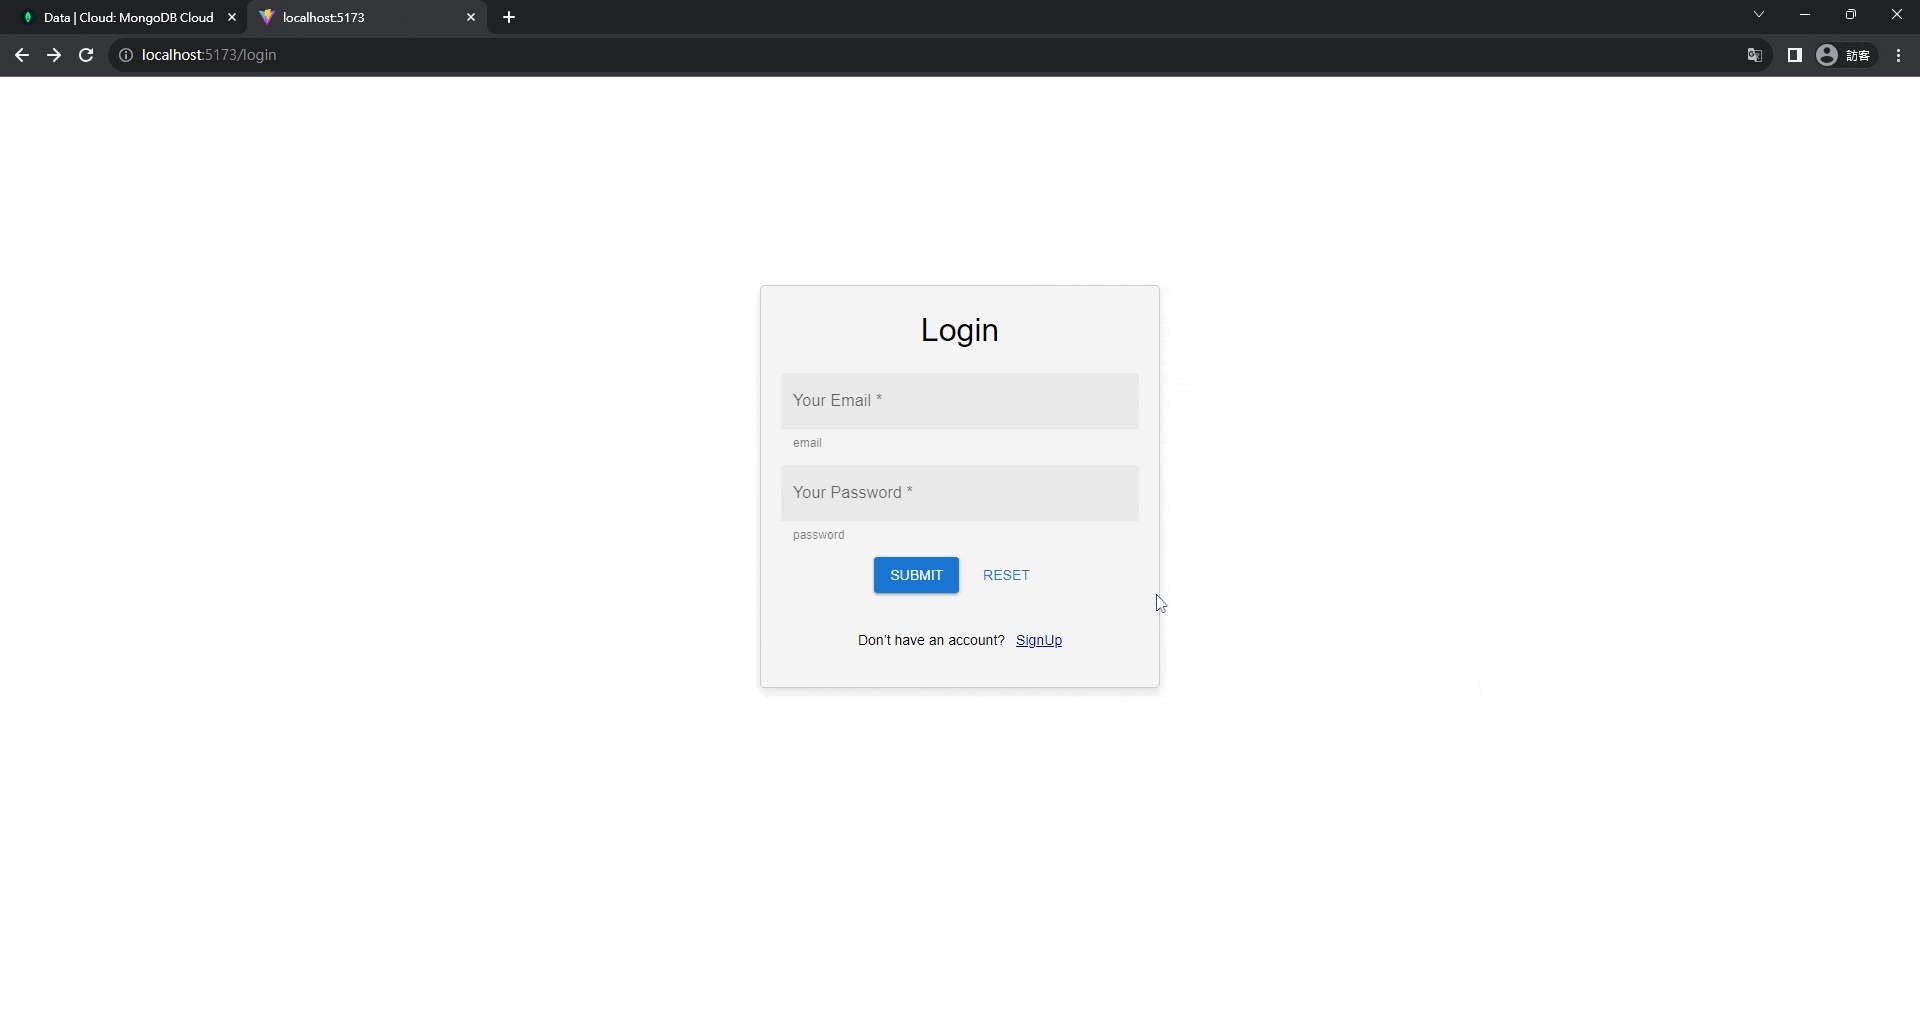 Data | Cloud: MongoDB Cloud
localhost:5173
localhost:5173/login
訪客
Login
Your Email *
email
Your Password *
password
SUBMIT RESET
Don't have an account? SignUp